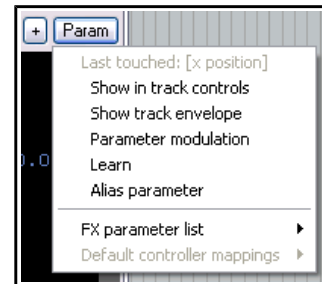 + Param
Last touched: [x position]
Show in track controls
Show track envelope
Parameter modulation
Learn
Alias parameter
FX parameter list
Default controller mappings